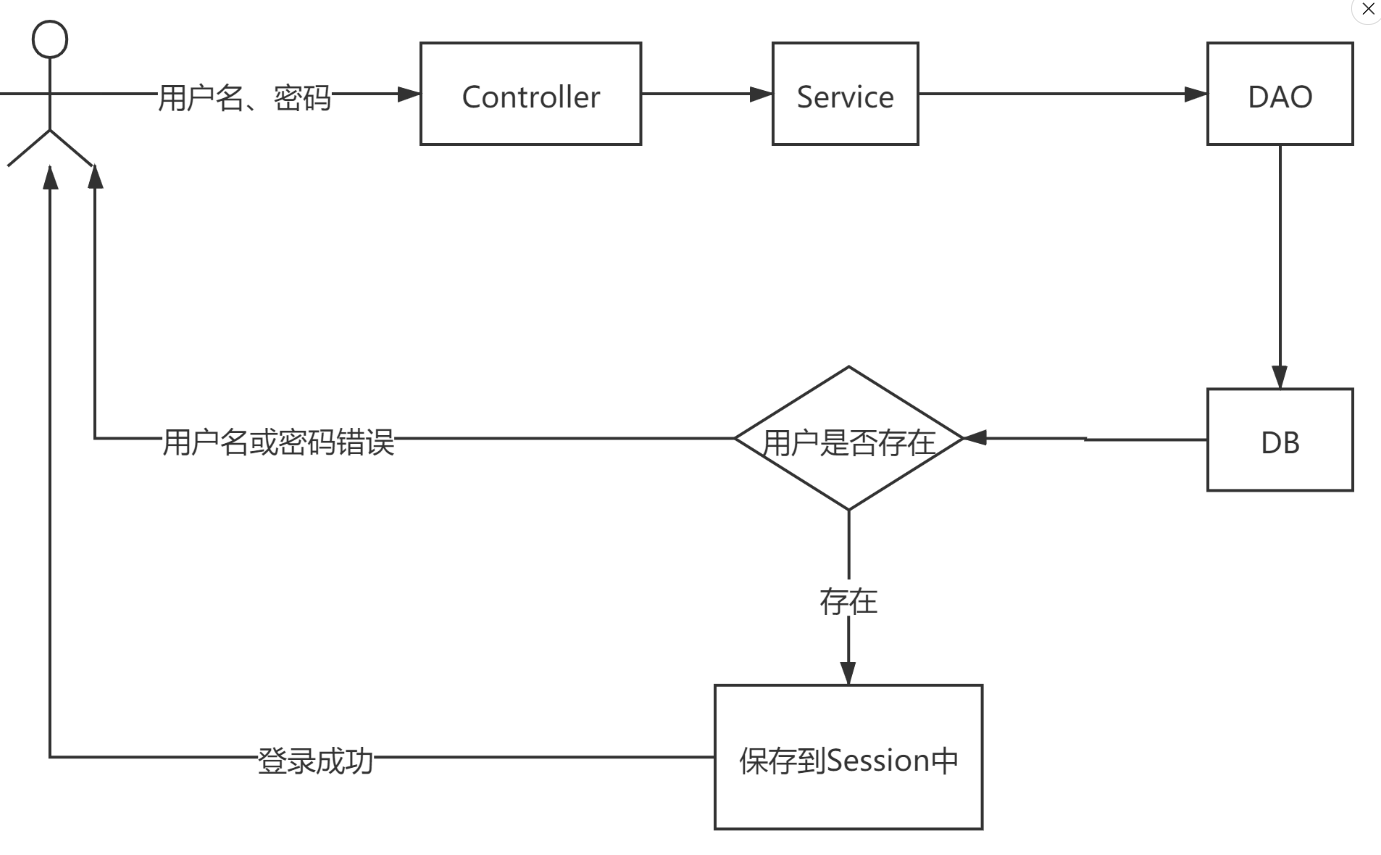 用户名、密码
Controller
Service
DAO
用户名或密码错误
用户是否存在
DB
存在
登录成功
保存到Session中